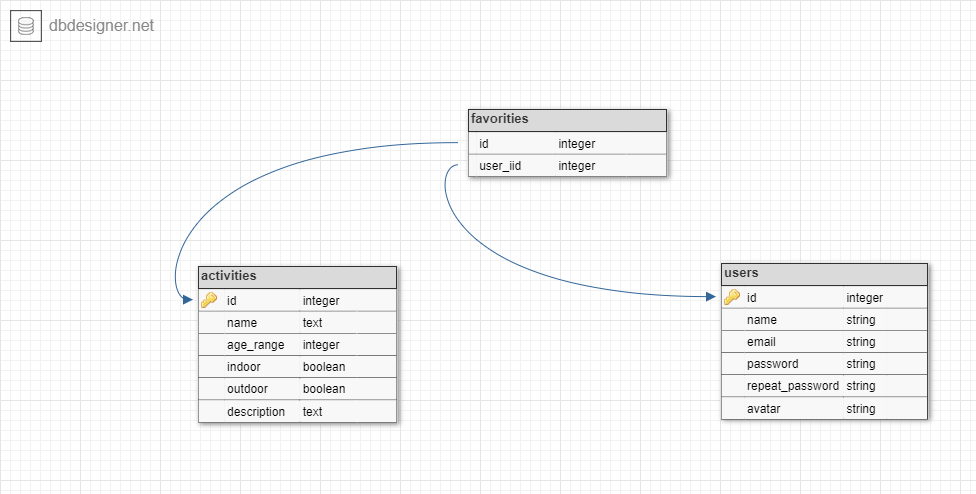 dbdesigner.net
favorities
id integer
user_iid integer
activities
id integer
name text
age_range integer
indoor boolean
outdoor boolean
description text
users
id integer
name string
email string
password string
repeat_password string
avatar string